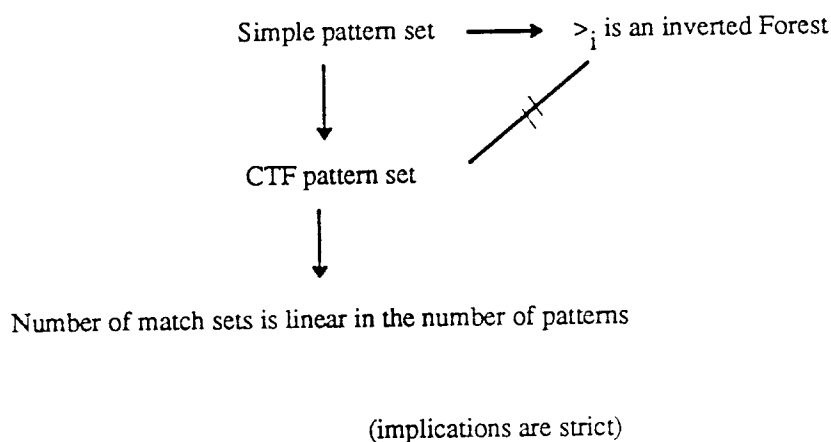 Simple pattern set
>i is an inverted Forest
CTF pattern set
Number of match sets is linear in the number of patterns
(implications are strict)